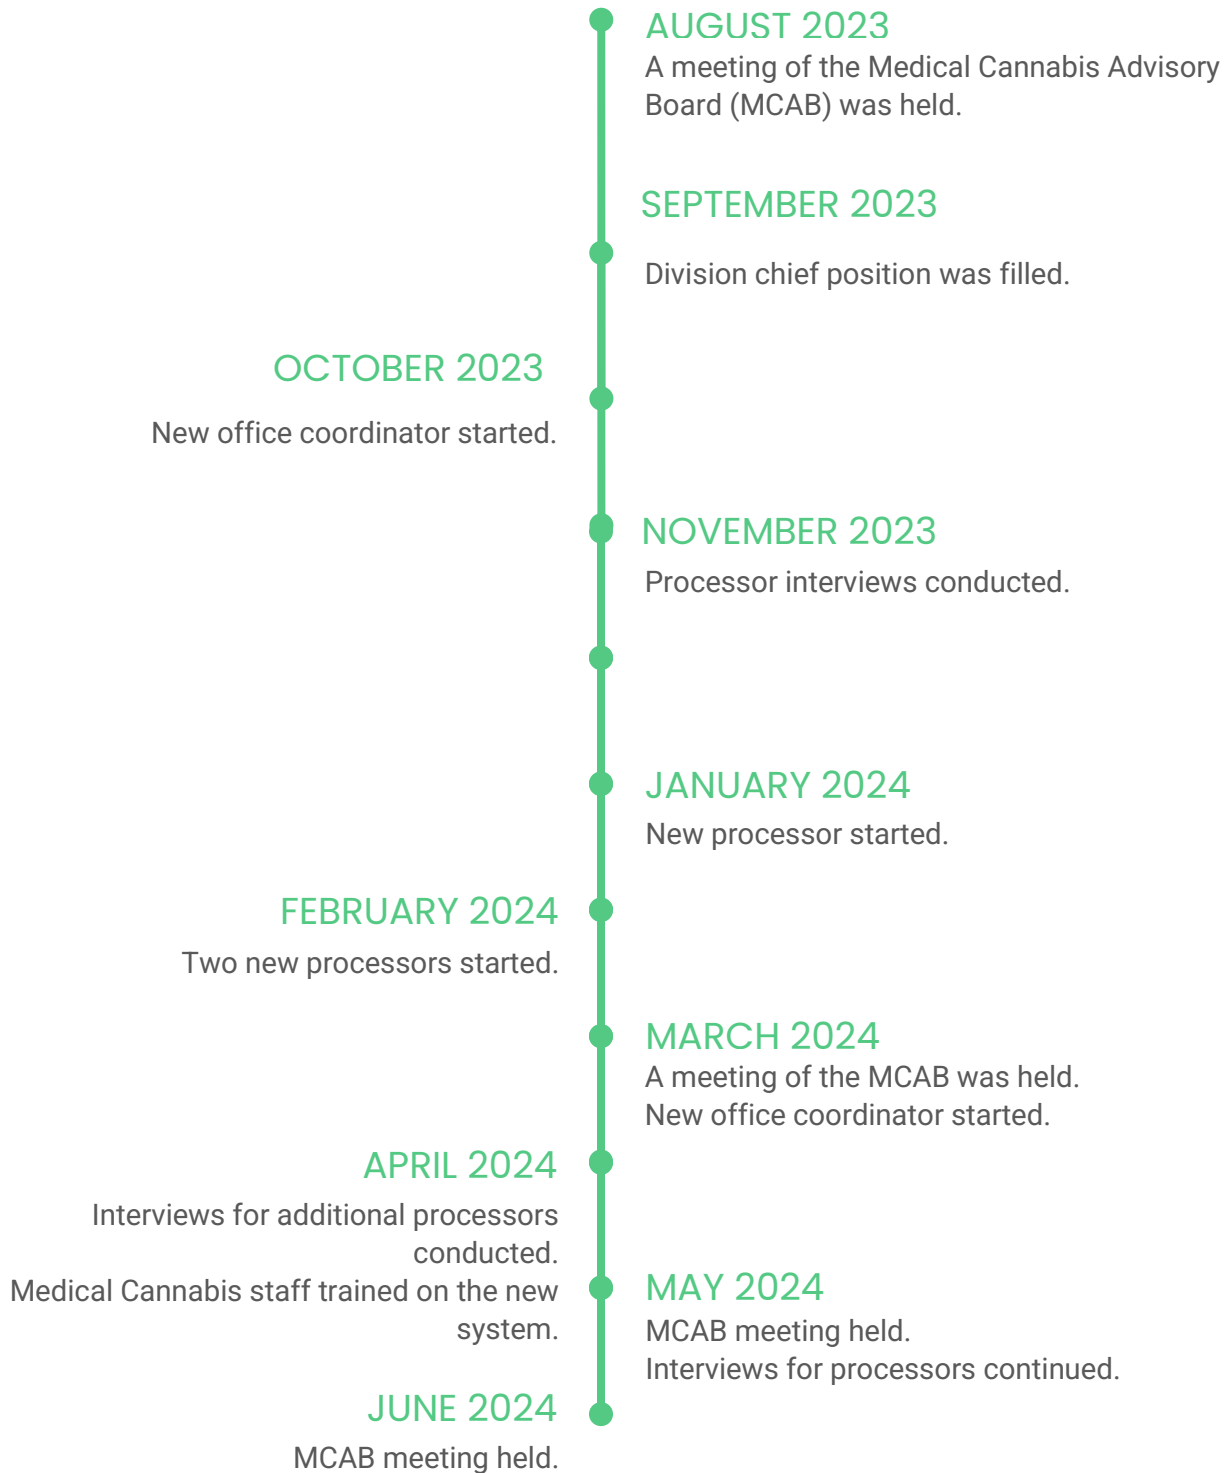 AUGUST 2023
A meeting of the Medical Cannabis Advisory
Board (MCAB) was held.
SEPTEMBER 2023
Division chief position was filled.
OCTOBER 2023
New office coordinator started.
NOVEMBER 2023
Processor interviews conducted.
JANUARY 2024
New processor started.
FEBRUARY 2024
Two new processors started.
MARCH 2024
A meeting of the MCAB was held.
New office coordinator started.
APRIL 2024
Interviews for additional processors
conducted.
Medical Cannabis staff trained on the new
system.
MAY 2024
MCAB meeting held.
Interviews for processors continued.
JUNE 2024
MCAB meeting held.